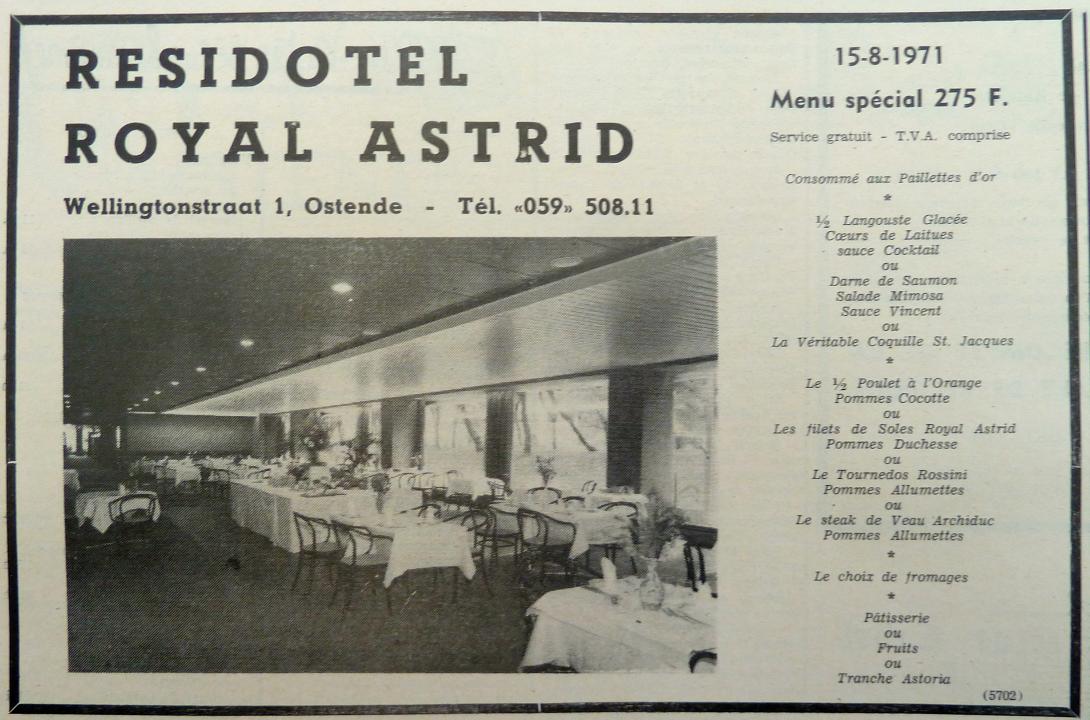 RESIDOTEL
ROYAL ASTRID
Wellingtonstraat 1, Ostende - Tél. «059» 508.11
15-8-1971
Menu spécial 275 F.
Service gratuit - T.V.A. comprise
Consommé aux Paillettes d'or
*
½ Langouste Glacée
Cœurs de Laitues
sauce Cocktail
ou
Darne de Saumon
Salade Mimosa
Sauce Vincent
ou
La Véritable Coquille St. Jacques
*
Le ½ Poulet à l'Orange
Pommes Cocotte
ou
Les filets de Soles Royal Astrid
Pommes Duchesse
ou
Le Tournedos Rossini
Pommes Allumettes
ou
Le steak de Veau Archiduc
Pommes Allumettes
*
Le choix de fromages
*
Pâtisserie
ou
Fruits
ou
Tranche Astoria
(5702)